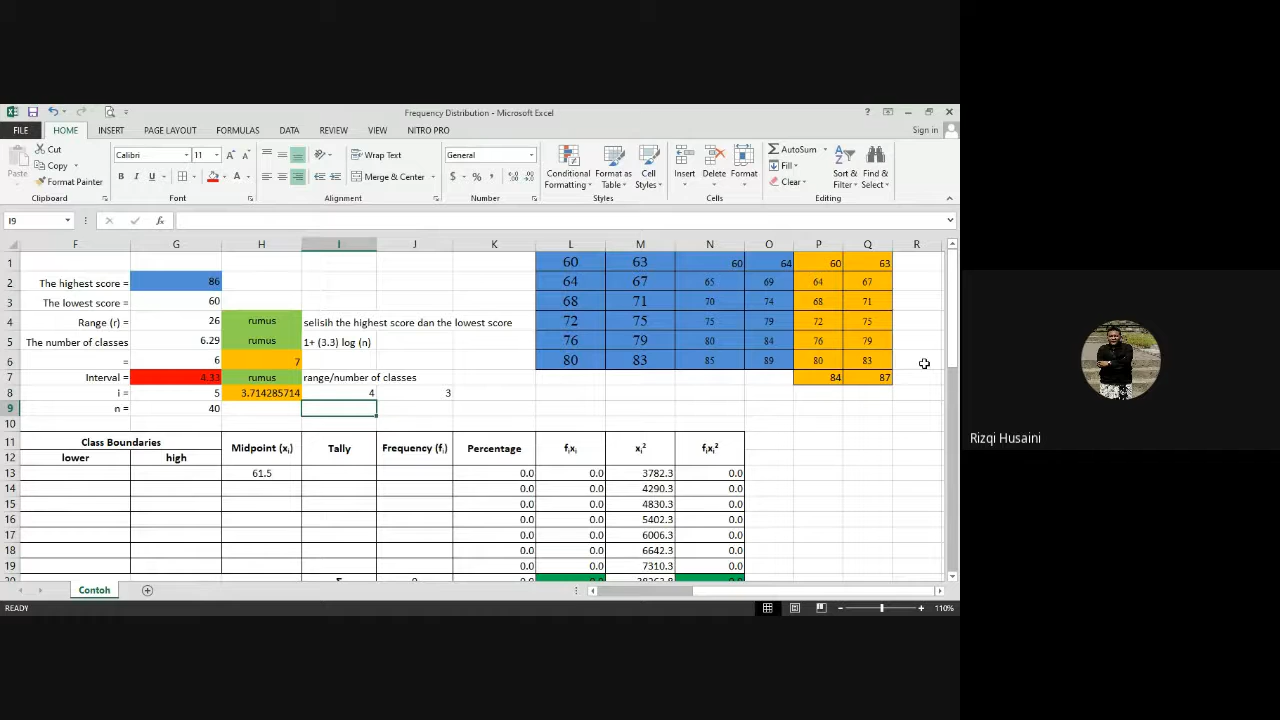 Frequency Distribution - Microsoft Excel
FILE HOME INSERT PAGE LAYOUT FORMULAS DATA REVIEW VIEW NITRO PRO Sign in
Cut
Copy
Format Painter
Paste
Clipboard
Calibri 11
B I U
Font
Wrap Text
Merge & Center
Alignment
General
$ % ,
Number
Conditional Formatting
Format as Table
Cell Styles
Styles
Insert Delete Format
Cells
AutoSum
Fill
Clear
Sort & Filter
Find & Select
Editing
I9
fx
F G H I J K L M N O P Q R
1 60 63 60 64 60 63
2 The highest score = 86 64 67 65 69 64 67
3 The lowest score = 60 68 71 70 74 68 71
4 Range (r) = 26 rumus selisih the highest score dan the lowest score 72 75 75 79 72 75
5 The number of classes 6.29 rumus 1+ (3.3) log (n) 76 79 80 84 76 79
6 = 6 7 80 83 85 89 80 83
7 Interval = 4.33 rumus range/number of classes 84 87
8 i = 5 3.714285714 4 3
9 n = 40
10
11 Class Boundaries Midpoint (xi) Tally Frequency (fi) Percentage fixi xi² fixi²
12 lower high
13 61.5 0.0 0.0 3782.3 0.0
14 0.0 0.0 4290.3 0.0
15 0.0 0.0 4830.3 0.0
16 0.0 0.0 5402.3 0.0
17 0.0 0.0 6006.3 0.0
18 0.0 0.0 6642.3 0.0
19 0.0 0.0 7310.3 0.0
Contoh
READY 110%
Rizqi Husaini